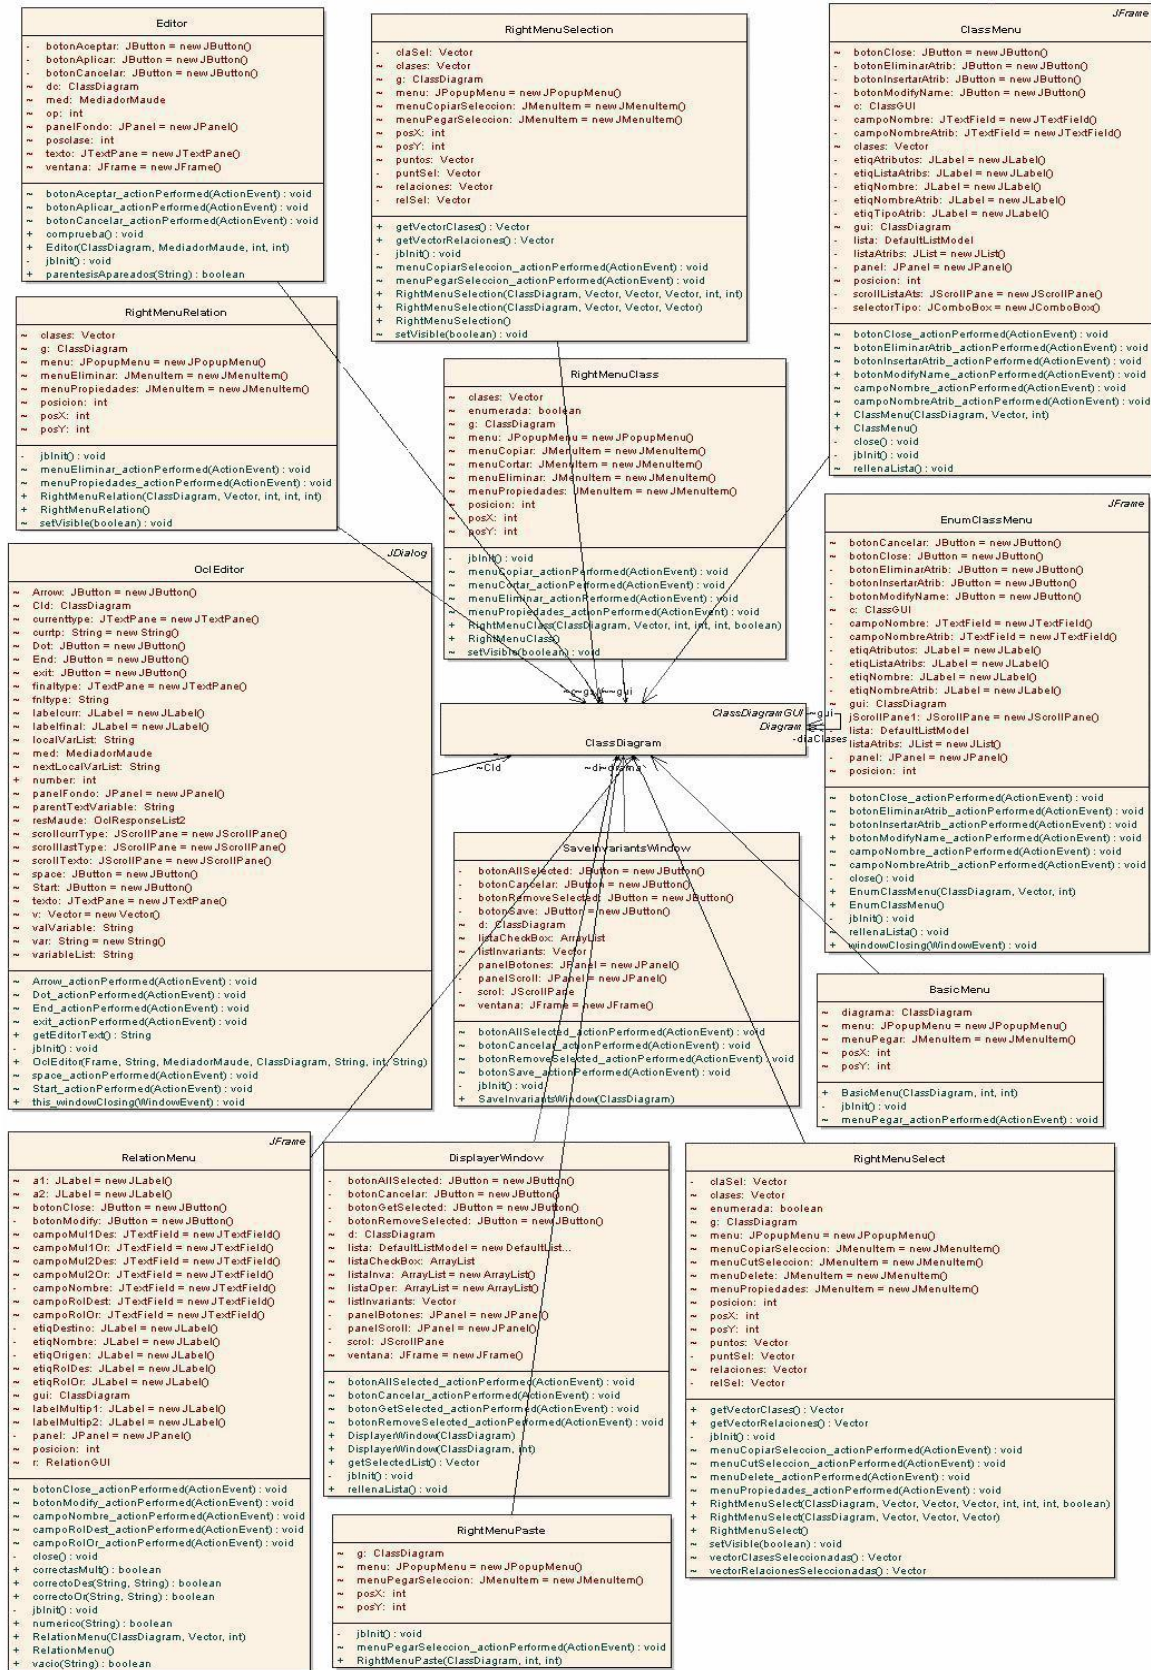 Editor
- botonAceptar: JButton = new JButton()
- botonAplicar: JButton = new JButton()
- botonCancelar: JButton = new JButton()
~ dc: ClassDiagram
~ med: MediadorMaude
~ op: int
~ panelFondo: JPanel = new JPanel()
~ posclase: int
~ texto: JTextPane = new JTextPane()
~ ventana: JFrame = new JFrame()
~ botonAceptar_actionPerformed(ActionEvent) : void
~ botonAplicar_actionPerformed(ActionEvent) : void
~ botonCancelar_actionPerformed(ActionEvent) : void
+ comprueba() : void
+ Editor(ClassDiagram, MediadorMaude, int, int)
- jbInit() : void
+ parentesisApareados(String) : boolean
RightMenuSelection
- claSel: Vector
~ clases: Vector
~ g: ClassDiagram
~ menu: JPopupMenu = new JPopupMenu()
~ menuCopiarSeleccion: JMenuItem = new JMenuItem()
~ menuPegarSeleccion: JMenuItem = new JMenuItem()
~ posX: int
~ posY: int
~ puntos: Vector
- puntSel: Vector
~ relaciones: Vector
- relSel: Vector
+ getVectorClases() : Vector
+ getVectorRelaciones() : Vector
- jbInit() : void
~ menuCopiarSeleccion_actionPerformed(ActionEvent) : void
~ menuPegarSeleccion_actionPerformed(ActionEvent) : void
+ RightMenuSelection(ClassDiagram, Vector, Vector, Vector, int, int)
+ RightMenuSelection(ClassDiagram, Vector, Vector, Vector)
+ RightMenuSelection()
~ setVisible(boolean) : void
JFrame
ClassMenu
~ botonClose: JButton = new JButton()
- botonEliminarAtrib: JButton = new JButton()
- botonInsertarAtrib: JButton = new JButton()
- botonModifyName: JButton = new JButton()
~ c: ClassGUI
- campoNombre: JTextField = new JTextField()
~ campoNombreAtrib: JTextField = new JTextField()
~ clases: Vector
- etiqAtributos: JLabel = new JLabel()
- etiqListaAtribs: JLabel = new JLabel()
- etiqNombre: JLabel = new JLabel()
- etiqNombreAtrib: JLabel = new JLabel()
- etiqTipoAtrib: JLabel = new JLabel()
~ gui: ClassDiagram
- lista: DefaultListModel
- listaAtribs: JList = new JList()
- panel: JPanel = new JPanel()
~ posicion: int
- scrollListaAts: JScrollPane = new JScrollPane()
- selectorTipo: JComboBox = new JComboBox()
~ botonClose_actionPerformed(ActionEvent) : void
~ botonEliminarAtrib_actionPerformed(ActionEvent) : void
~ botonInsertarAtrib_actionPerformed(ActionEvent) : void
+ botonModifyName_actionPerformed(ActionEvent) : void
~ campoNombre_actionPerformed(ActionEvent) : void
~ campoNombreAtrib_actionPerformed(ActionEvent) : void
+ ClassMenu(ClassDiagram, Vector, int)
+ ClassMenu()
- close() : void
- jbInit() : void
~ rellenaLista() : void
RightMenuRelation
~ clases: Vector
~ g: ClassDiagram
~ menu: JPopupMenu = new JPopupMenu()
~ menuEliminar: JMenuItem = new JMenuItem()
~ menuPropiedades: JMenuItem = new JMenuItem()
~ posicion: int
~ posX: int
~ posY: int
- jbInit() : void
~ menuEliminar_actionPerformed(ActionEvent) : void
~ menuPropiedades_actionPerformed(ActionEvent) : void
+ RightMenuRelation(ClassDiagram, Vector, int, int, int)
+ RightMenuRelation()
~ setVisible(boolean) : void
RightMenuClass
~ clases: Vector
~ enumerada: boolean
~ g: ClassDiagram
~ menu: JPopupMenu = new JPopupMenu()
~ menuCopiar: JMenuItem = new JMenuItem()
~ menuCortar: JMenuItem = new JMenuItem()
~ menuEliminar: JMenuItem = new JMenuItem()
~ menuPropiedades: JMenuItem = new JMenuItem()
~ posicion: int
~ posX: int
~ posY: int
- jbInit() : void
~ menuCopiar_actionPerformed(ActionEvent) : void
~ menuCortar_actionPerformed(ActionEvent) : void
~ menuEliminar_actionPerformed(ActionEvent) : void
~ menuPropiedades_actionPerformed(ActionEvent) : void
+ RightMenuClass(ClassDiagram, Vector, int, int, int, boolean)
+ RightMenuClass()
~ setVisible(boolean) : void
JFrame
EnumClassMenu
~ botonCancelar: JButton = new JButton()
~ botonClose: JButton = new JButton()
- botonEliminarAtrib: JButton = new JButton()
- botonInsertarAtrib: JButton = new JButton()
- botonModifyName: JButton = new JButton()
~ c: ClassGUI
- campoNombre: JTextField = new JTextField()
~ campoNombreAtrib: JTextField = new JTextField()
- etiqAtributos: JLabel = new JLabel()
- etiqListaAtribs: JLabel = new JLabel()
- etiqNombre: JLabel = new JLabel()
- etiqNombreAtrib: JLabel = new JLabel()
~ gui: ClassDiagram
jScrollPane1: JScrollPane = new JScrollPane()
lista: DefaultListModel
listaAtribs: JList = new JList()
- panel: JPanel = new JPanel()
~ posicion: int
~ botonClose_actionPerformed(ActionEvent) : void
~ botonEliminarAtrib_actionPerformed(ActionEvent) : void
~ botonInsertarAtrib_actionPerformed(ActionEvent) : void
+ botonModifyName_actionPerformed(ActionEvent) : void
~ campoNombre_actionPerformed(ActionEvent) : void
~ campoNombreAtrib_actionPerformed(ActionEvent) : void
- close() : void
+ EnumClassMenu(ClassDiagram, Vector, int)
+ EnumClassMenu()
- jbInit() : void
~ rellenaLista() : void
+ windowClosing(WindowEvent) : void
JDialog
OclEditor
~ Arrow: JButton = new JButton()
~ Cld: ClassDiagram
~ currenttype: JTextPane = new JTextPane()
~ currtp: String = new String()
~ Dot: JButton = new JButton()
~ End: JButton = new JButton()
~ exit: JButton = new JButton()
~ finaltype: JTextPane = new JTextPane()
~ fnltype: String
~ labelcurr: JLabel = new JLabel()
~ labelfinal: JLabel = new JLabel()
~ localVarList: String
~ med: MediadorMaude
~ nextLocalVarList: String
+ number: int
~ panelFondo: JPanel = new JPanel()
~ parentTextVariable: String
~ resMaude: OclResponseList2
~ scrollcurrType: JScrollPane = new JScrollPane()
~ scrolllastType: JScrollPane = new JScrollPane()
~ scrollTexto: JScrollPane = new JScrollPane()
~ space: JButton = new JButton()
~ Start: JButton = new JButton()
~ texto: JTextPane = new JTextPane()
~ v: Vector = new Vector()
~ valVariable: String
~ var: String = new String()
~ variableList: String
~ Arrow_actionPerformed(ActionEvent) : void
~ Dot_actionPerformed(ActionEvent) : void
~ End_actionPerformed(ActionEvent) : void
~ exit_actionPerformed(ActionEvent) : void
+ getEditorText() : String
- jbInit() : void
+ OclEditor(Frame, String, MediadorMaude, ClassDiagram, String, int, String)
~ space_actionPerformed(ActionEvent) : void
~ Start_actionPerformed(ActionEvent) : void
+ this_windowClosing(WindowEvent) : void
~gui
ClassDiagramGUI
Diagram
ClassDiagram
~gui
-diaClases
~Cld
SaveInvariantsWindow
- botonAllSelected: JButton = new JButton()
- botonCancelar: JButton = new JButton()
- botonRemoveSelected: JButton = new JButton()
- botonSave: JButton = new JButton()
~ d: ClassDiagram
~ listaCheckBox: ArrayList
~ listInvariants: Vector
- panelBotones: JPanel = new JPanel()
- panelScroll: JPanel = new JPanel()
- scrol: JScrollPane
~ ventana: JFrame = new JFrame()
~ botonAllSelected_actionPerformed(ActionEvent) : void
~ botonCancelar_actionPerformed(ActionEvent) : void
~ botonRemoveSelected_actionPerformed(ActionEvent) : void
~ botonSave_actionPerformed(ActionEvent) : void
- jbInit() : void
+ SaveInvariantsWindow(ClassDiagram)
BasicMenu
~ diagrama: ClassDiagram
~ menu: JPopupMenu = new JPopupMenu()
~ menuPegar: JMenuItem = new JMenuItem()
~ posX: int
~ posY: int
+ BasicMenu(ClassDiagram, int, int)
- jbInit() : void
~ menuPegar_actionPerformed(ActionEvent) : void
JFrame
RelationMenu
~ a1: JLabel = new JLabel()
~ a2: JLabel = new JLabel()
~ botonClose: JButton = new JButton()
- botonModify: JButton = new JButton()
~ campoMul1Des: JTextField = new JTextField()
~ campoMul1Or: JTextField = new JTextField()
~ campoMul2Des: JTextField = new JTextField()
~ campoMul2Or: JTextField = new JTextField()
- campoNombre: JTextField = new JTextField()
~ campoRolDest: JTextField = new JTextField()
~ campoRolOr: JTextField = new JTextField()
- etiqDestino: JLabel = new JLabel()
- etiqNombre: JLabel = new JLabel()
- etiqOrigen: JLabel = new JLabel()
~ etiqRolDes: JLabel = new JLabel()
~ etiqRolOr: JLabel = new JLabel()
~ gui: ClassDiagram
~ labelMultip1: JLabel = new JLabel()
~ labelMultip2: JLabel = new JLabel()
- panel: JPanel = new JPanel()
~ posicion: int
~ r: RelationGUI
~ botonClose_actionPerformed(ActionEvent) : void
~ botonModify_actionPerformed(ActionEvent) : void
~ campoNombre_actionPerformed(ActionEvent) : void
~ campoRolDest_actionPerformed(ActionEvent) : void
~ campoRolOr_actionPerformed(ActionEvent) : void
- close() : void
+ correctasMult() : boolean
+ correctoDes(String, String) : boolean
+ correctoOr(String, String) : boolean
- jbInit() : void
+ numerico(String) : boolean
+ RelationMenu(ClassDiagram, Vector, int)
+ RelationMenu()
+ vacio(String) : boolean
DisplayerWindow
- botonAllSelected: JButton = new JButton()
- botonCancelar: JButton = new JButton()
- botonGetSelected: JButton = new JButton()
- botonRemoveSelected: JButton = new JButton()
~ d: ClassDiagram
~ lista: DefaultListModel = new DefaultList...
~ listaCheckBox: ArrayList
~ listaInva: ArrayList = new ArrayList()
~ listaOper: ArrayList = new ArrayList()
~ listInvariants: Vector
- panelBotones: JPanel = new JPanel()
- panelScroll: JPanel = new JPanel()
- scrol: JScrollPane
~ ventana: JFrame = new JFrame()
~ botonAllSelected_actionPerformed(ActionEvent) : void
~ botonCancelar_actionPerformed(ActionEvent) : void
~ botonGetSelected_actionPerformed(ActionEvent) : void
~ botonRemoveSelected_actionPerformed(ActionEvent) : void
+ DisplayerWindow(ClassDiagram)
+ DisplayerWindow(ClassDiagram, int)
+ getSelectedList() : Vector
- jbInit() : void
+ rellenaLista() : void
RightMenuSelect
- claSel: Vector
~ clases: Vector
~ enumerada: boolean
~ g: ClassDiagram
~ menu: JPopupMenu = new JPopupMenu()
~ menuCopiarSeleccion: JMenuItem = new JMenuItem()
~ menuCutSeleccion: JMenuItem = new JMenuItem()
~ menuDelete: JMenuItem = new JMenuItem()
~ menuPropiedades: JMenuItem = new JMenuItem()
~ posicion: int
~ posX: int
~ posY: int
~ puntos: Vector
- puntSel: Vector
~ relaciones: Vector
- relSel: Vector
+ getVectorClases() : Vector
+ getVectorRelaciones() : Vector
- jbInit() : void
~ menuCopiarSeleccion_actionPerformed(ActionEvent) : void
~ menuCutSeleccion_actionPerformed(ActionEvent) : void
~ menuDelete_actionPerformed(ActionEvent) : void
~ menuPropiedades_actionPerformed(ActionEvent) : void
+ RightMenuSelect(ClassDiagram, Vector, Vector, Vector, int, int, int, boolean)
+ RightMenuSelect(ClassDiagram, Vector, Vector, Vector)
+ RightMenuSelect()
~ setVisible(boolean) : void
~ vectorClasesSeleccionadas() : Vector
~ vectorRelacionesSeleccionadas() : Vector
RightMenuPaste
~ g: ClassDiagram
~ menu: JPopupMenu = new JPopupMenu()
~ menuPegarSeleccion: JMenuItem = new JMenuItem()
~ posX: int
~ posY: int
- jbInit() : void
~ menuPegarSeleccion_actionPerformed(ActionEvent) : void
+ RightMenuPaste(ClassDiagram, int, int)